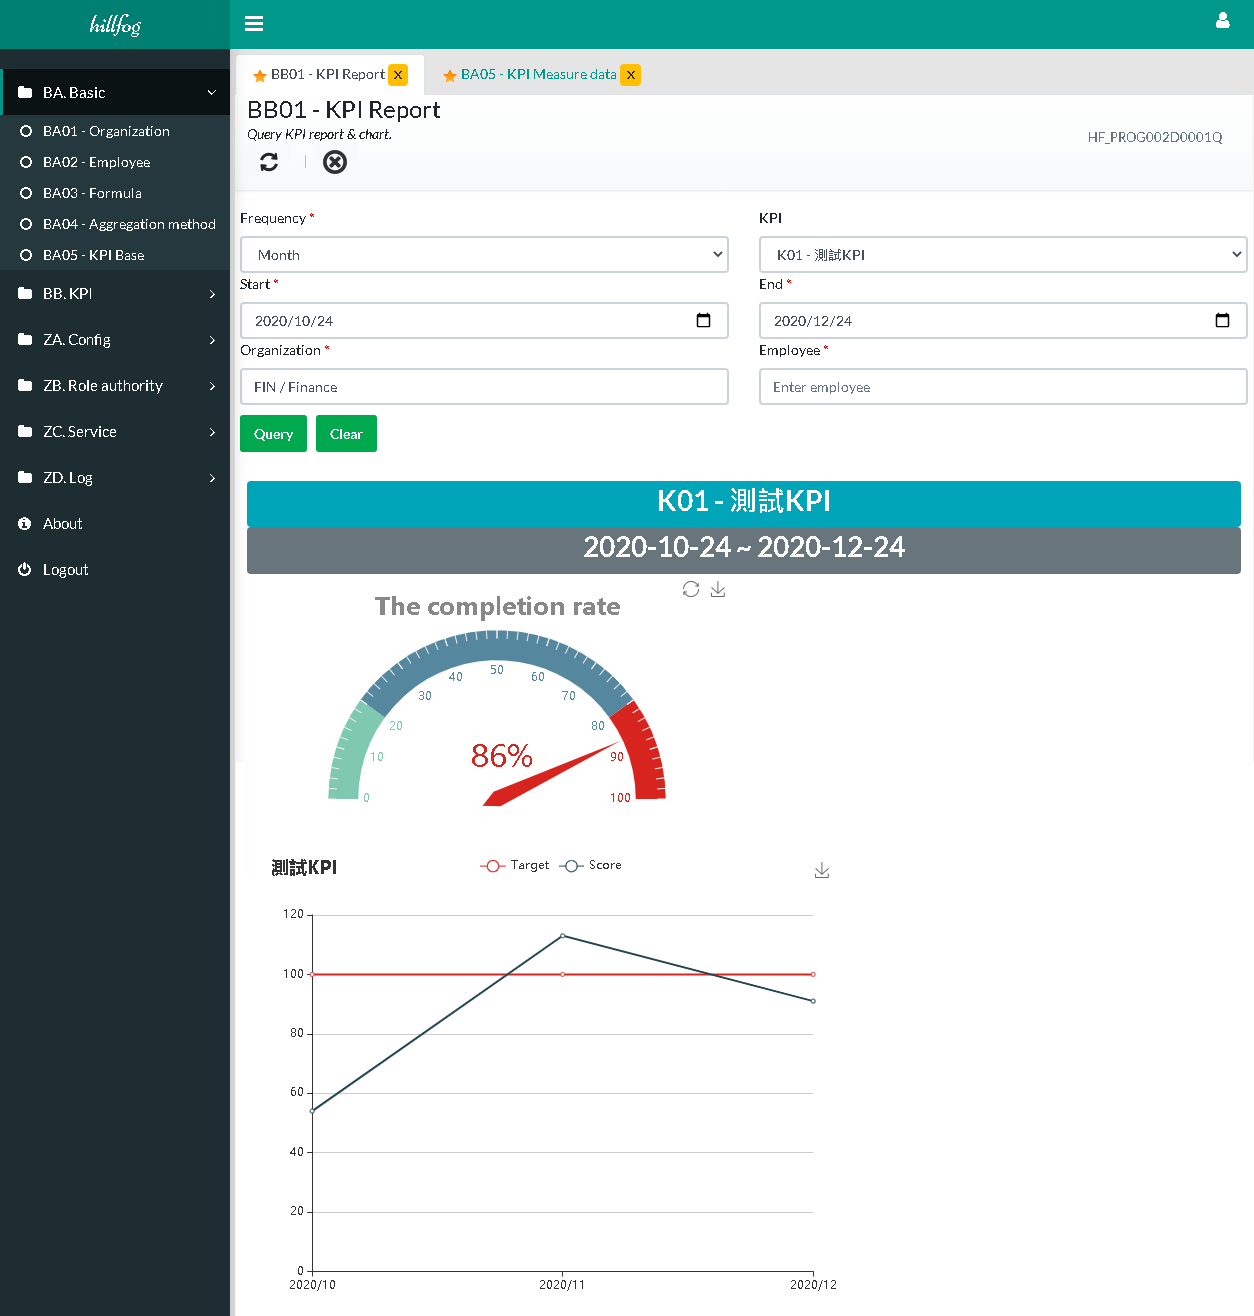 hillfog
BA. Basic
BA01 - Organization
BA02 - Employee
BA03 - Formula
BA04 - Aggregation method
BA05 - KPI Base
BB. KPI
ZA. Config
ZB. Role authority
ZC. Service
ZD. Log
About
Logout
BB01 - KPI Report X
BA05 - KPI Measure data X
BB01 - KPI Report
Query KPI report & chart.
HF_PROG002D0001Q
Frequency *
KPI
Month
K01 - 測試KPI
Start *
End *
2020/10/24
2020/12/24
Organization *
Employee *
FIN / Finance
Enter employee
Query
Clear
K01 - 測試KPI
2020-10-24 ~ 2020-12-24
The completion rate
0
10
20
30
40
50
60
70
80
90
100
86%
測試KPI
Target
Score
120
100
80
60
40
20
0
2020/10
2020/11
2020/12